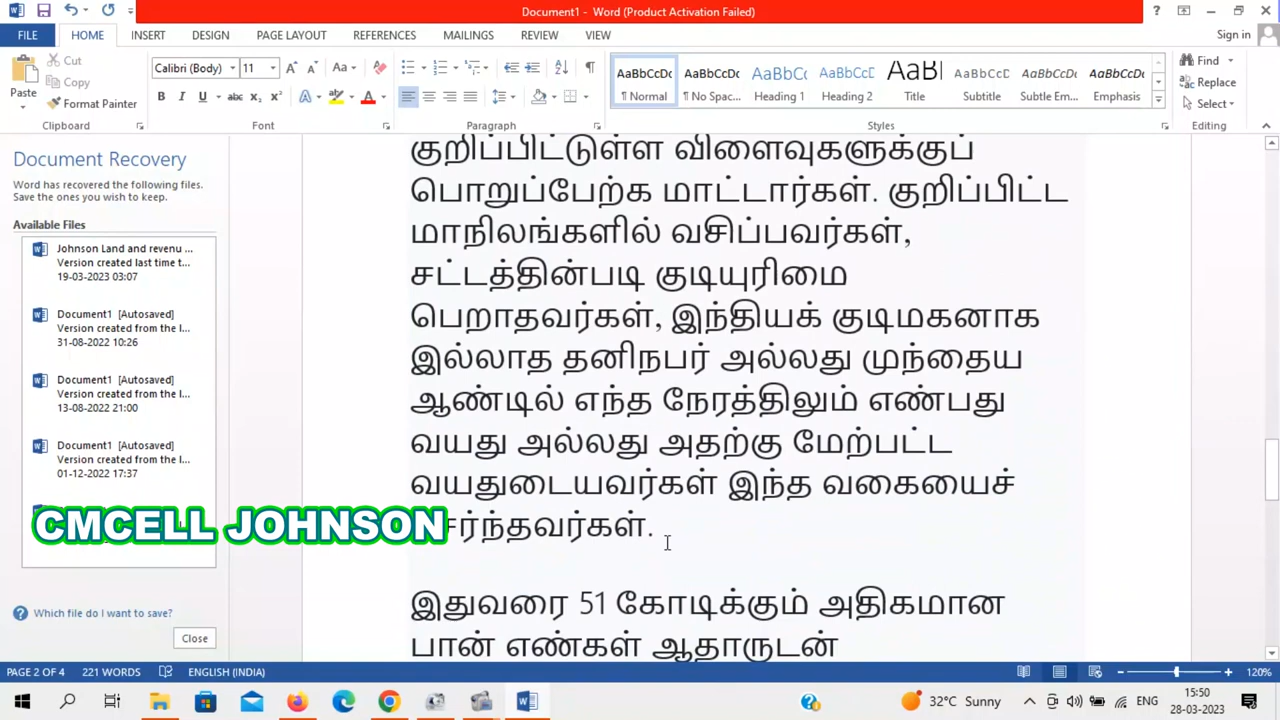 Document1 - Word (Product Activation Failed)
FILE HOME INSERT DESIGN PAGE LAYOUT REFERENCES MAILINGS REVIEW VIEW Sign in
Cut
Copy
Paste
Format Painter
Calibri (Body) 11
AaBbCcDc AaBbCcDc AaBbCc AaBbCc AaBl AaBbCcDc AaBbCcDc AaBbCcDc
¶ Normal ¶ No Spac... Heading 1 Heading 2 Title Subtitle Subtle Em... Emphasis
Find
Replace
Select
Clipboard Font Paragraph Styles Editing
Document Recovery
Word has recovered the following files.
Save the ones you wish to keep.
Available Files
Johnson Land and revenu ...
Version created last time t...
19-03-2023 03:07
Document1 [Autosaved]
Version created from the l...
31-08-2022 10:26
Document1 [Autosaved]
Version created from the l...
13-08-2022 21:00
Document1 [Autosaved]
Version created from the l...
01-12-2022 17:37
CMCELL JOHNSON
Which file do I want to save?
Close
குறிப்பிட்டுள்ள விளைவுகளுக்குப்
பொறுப்பேற்க மாட்டார்கள். குறிப்பிட்ட
மாநிலங்களில் வசிப்பவர்கள்,
சட்டத்தின்படி குடியுரிமை
பெறாதவர்கள், இந்தியக் குடிமகனாக
இல்லாத தனிநபர் அல்லது முந்தைய
ஆண்டில் எந்த நேரத்திலும் எண்பது
வயது அல்லது அதற்கு மேற்பட்ட
வயதுடையவர்கள் இந்த வகையைச்
சேர்ந்தவர்கள்.
இதுவரை 51 கோடிக்கும் அதிகமான
பான் எண்கள் ஆதாருடன்
PAGE 2 OF 4 221 WORDS ENGLISH (INDIA) 120%
32°C Sunny ENG 15:50
28-03-2023